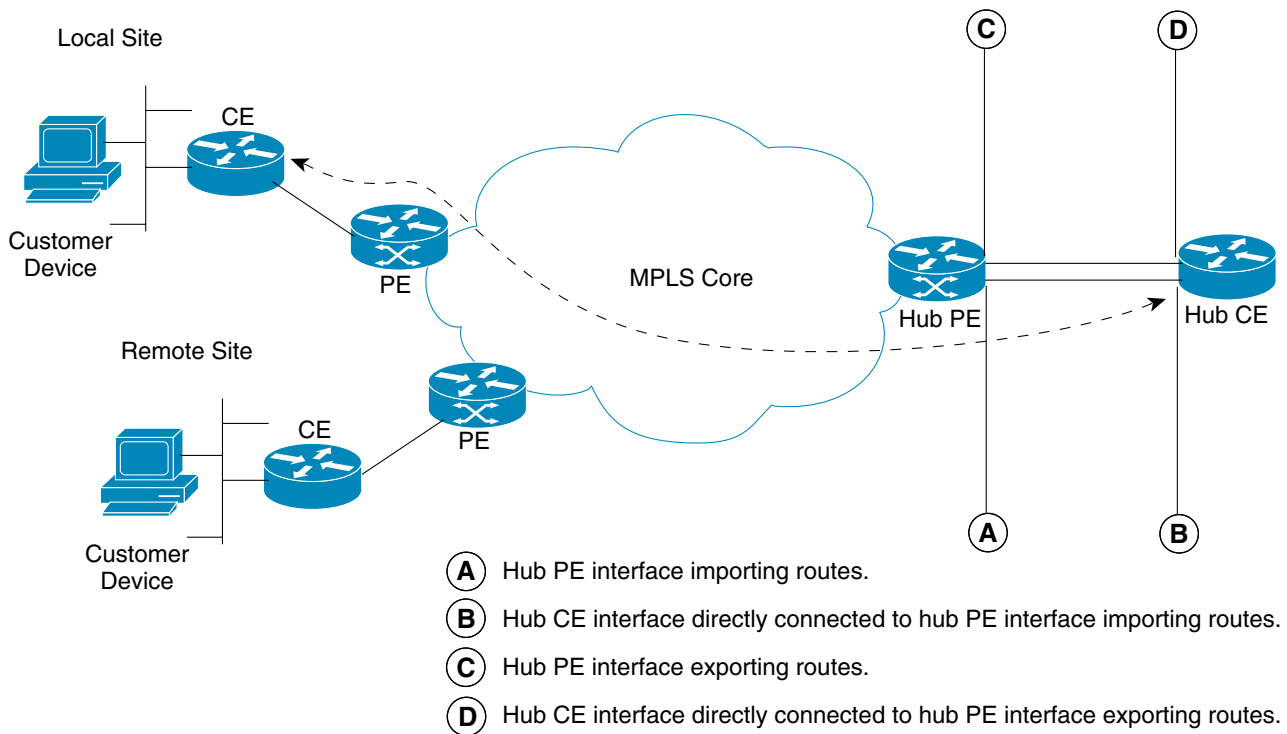 Local Site
C
D
CE
Customer
Device
PE
MPLS Core
Hub PE
Hub CE
Remote Site
CE
PE
Customer
Device
A
B
A Hub PE interface importing routes.
B Hub CE interface directly connected to hub PE interface importing routes.
C Hub PE interface exporting routes.
D Hub CE interface directly connected to hub PE interface exporting routes.